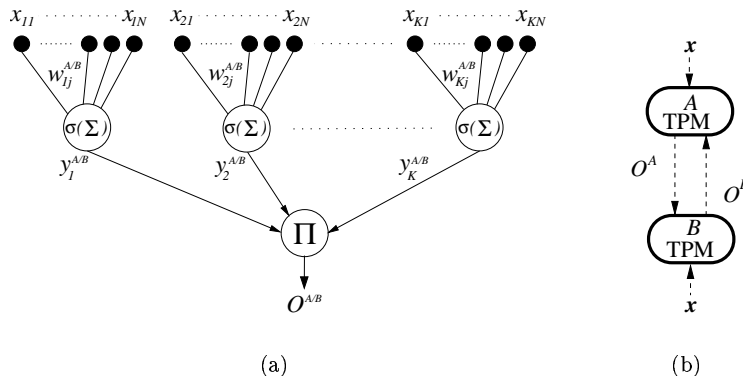 x11 ........ x1N x21 ........ x2N xK1 ........ xKN
w1j^A/B w2j^A/B wKj^A/B
σ(Σ) σ(Σ) σ(Σ)
y1^A/B y2^A/B yK^A/B
Π
O^A/B
(a)
x
A
TPM
O^A
B
TPM
x
(b)